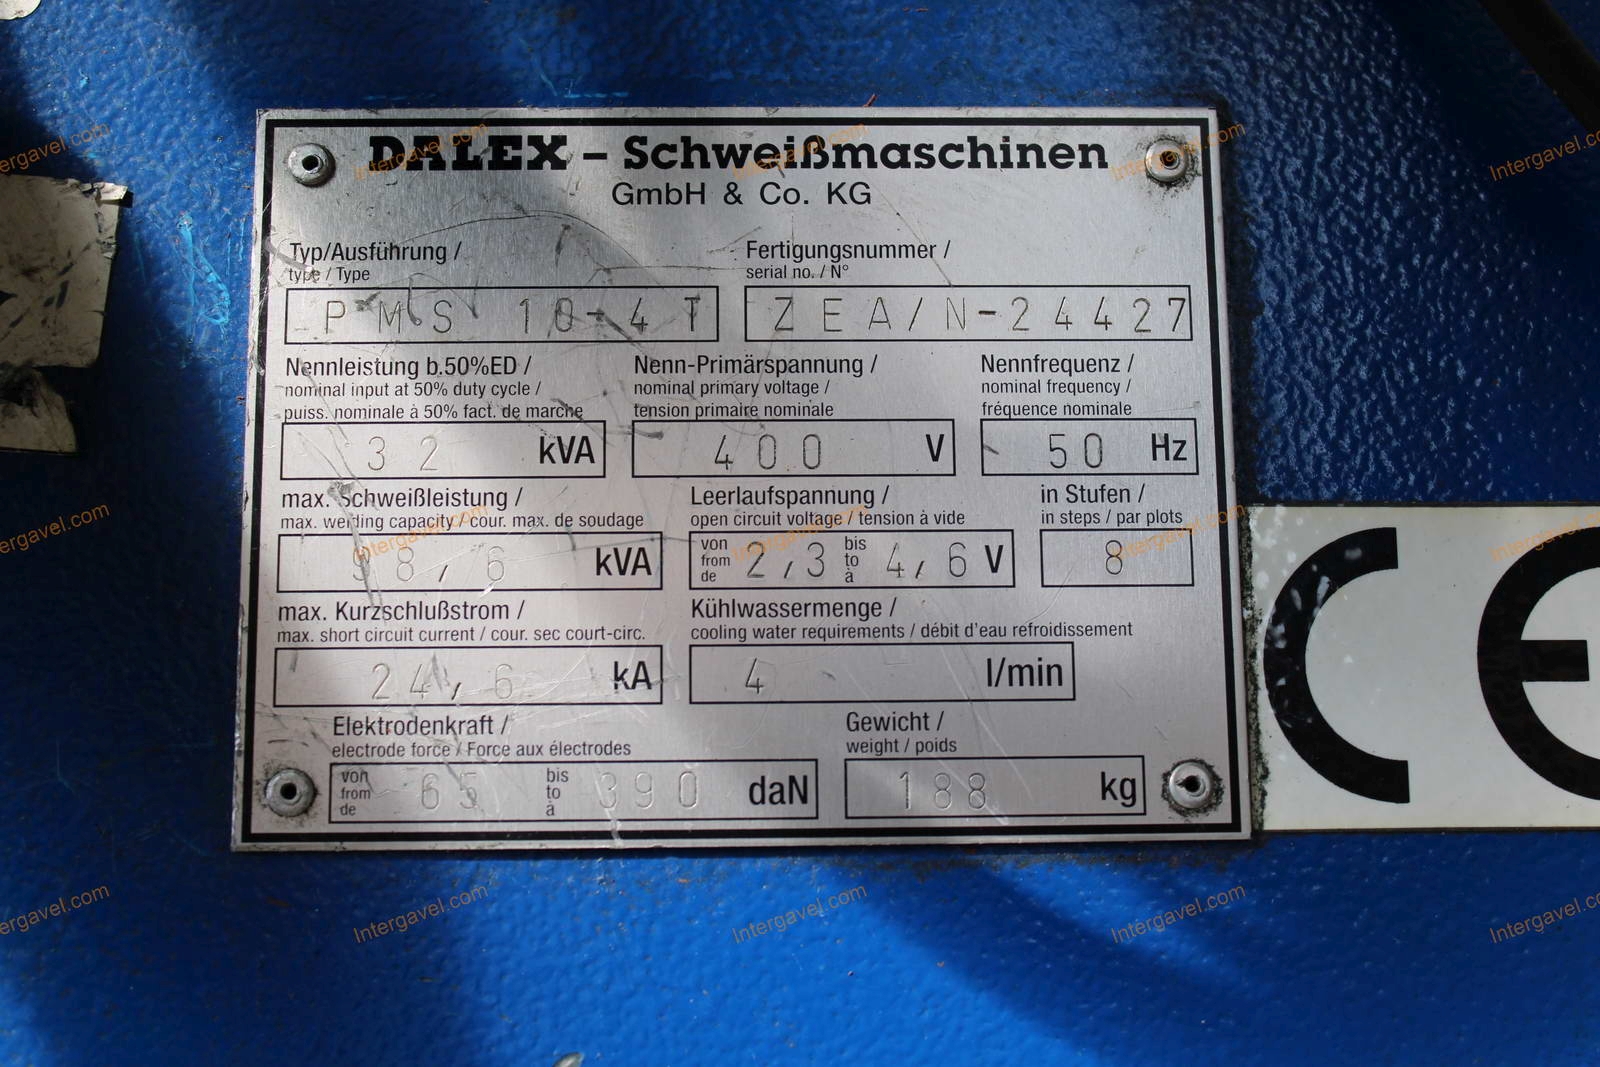 DALEX – Schweißmaschinen
GmbH & Co. KG
Typ/Ausführung / Fertigungsnummer /
type / Type serial no. / N°
PMS 10-4T ZEA/N-24427
Nennleistung b.50%ED / Nenn-Primärspannung / Nennfrequenz /
nominal input at 50% duty cycle / nominal primary voltage / nominal frequency /
puiss. nominale à 50% fact. de marche tension primaire nominale fréquence nominale
32 kVA 400 V 50 Hz
max. Schweißleistung / Leerlaufspannung / in Stufen /
max. welding capacity / cour. max. de soudage open circuit voltage / tension à vide in steps / par plots
98,6 kVA von from de 2,3 bis to à 4,6 V 8
max. Kurzschlußstrom / Kühlwassermenge /
max. short circuit current / cour. sec court-circ. cooling water requirements / débit d'eau refroidissement
24,6 kA 4 l/min
Elektrodenkraft / Gewicht /
electrode force / Force aux électrodes weight / poids
von from de 65 bis to à 390 daN 188 kg
CE
Intergavel.com